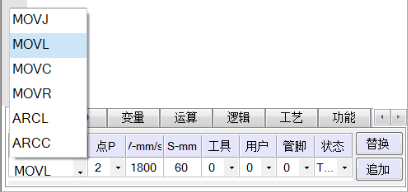 MOVJ
MOVL
MOVC
MOVR
ARCL
ARCC
变量 运算 逻辑 工艺 功能
点P V-mm/s S-mm 工具 用户 管脚 状态 替换
MOVL 2 1800 60 0 0 0 T... 追加